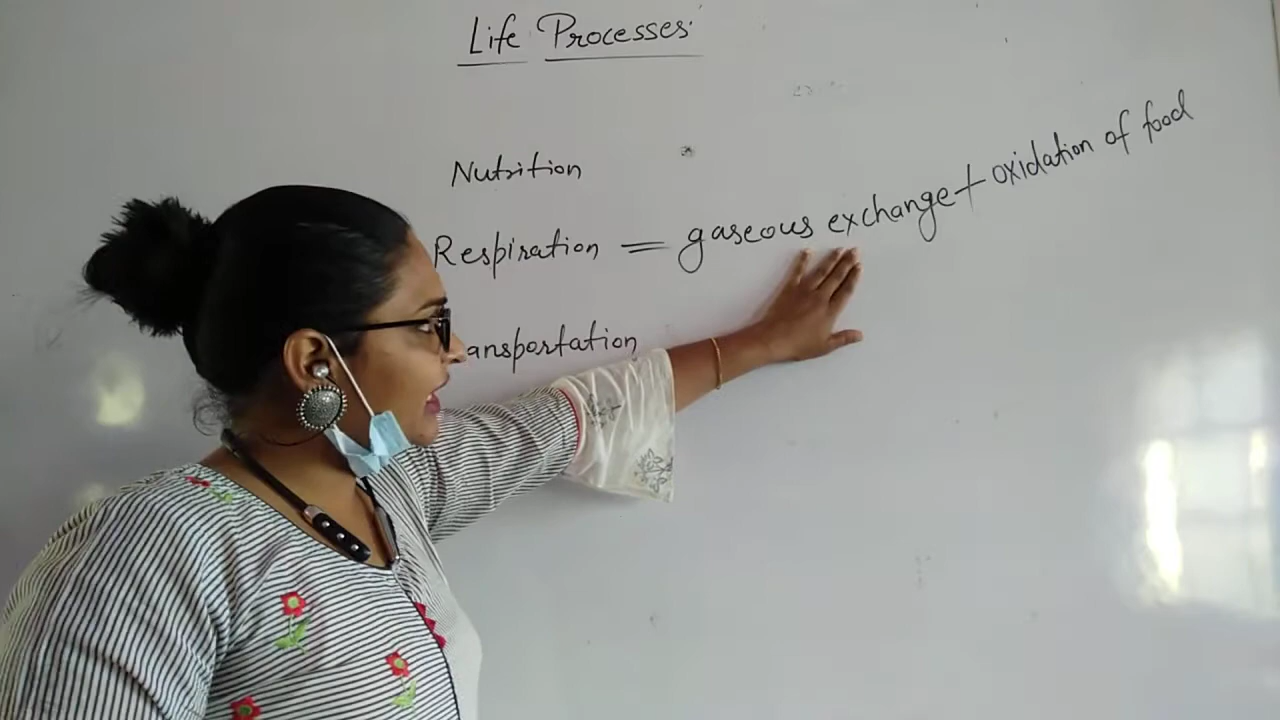 Life Processes.
Nutrition
Respiration = gaseous exchange + oxidation of food
ansportation